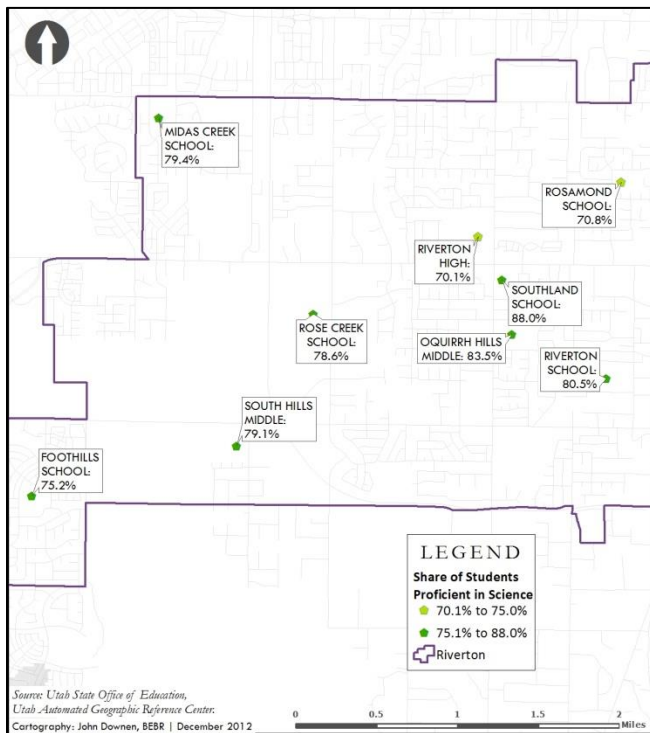 MIDAS CREEK
SCHOOL:
79.4%
ROSAMOND
SCHOOL:
70.8%
RIVERTON
HIGH:
70.1%
SOUTHLAND
SCHOOL:
88.0%
ROSE CREEK
SCHOOL:
78.6%
OQUIRRH HILLS
MIDDLE: 83.5%
RIVERTON
SCHOOL:
80.5%
SOUTH HILLS
MIDDLE:
79.1%
FOOTHILLS
SCHOOL:
75.2%
LEGEND
Share of Students
Proficient in Science
70.1% to 75.0%
75.1% to 88.0%
Riverton
Source: Utah State Office of Education,
Utah Automated Geographic Reference Center.
Cartography: John Downen, BEBR | December 2012
0 0.5 1 1.5 2
Miles